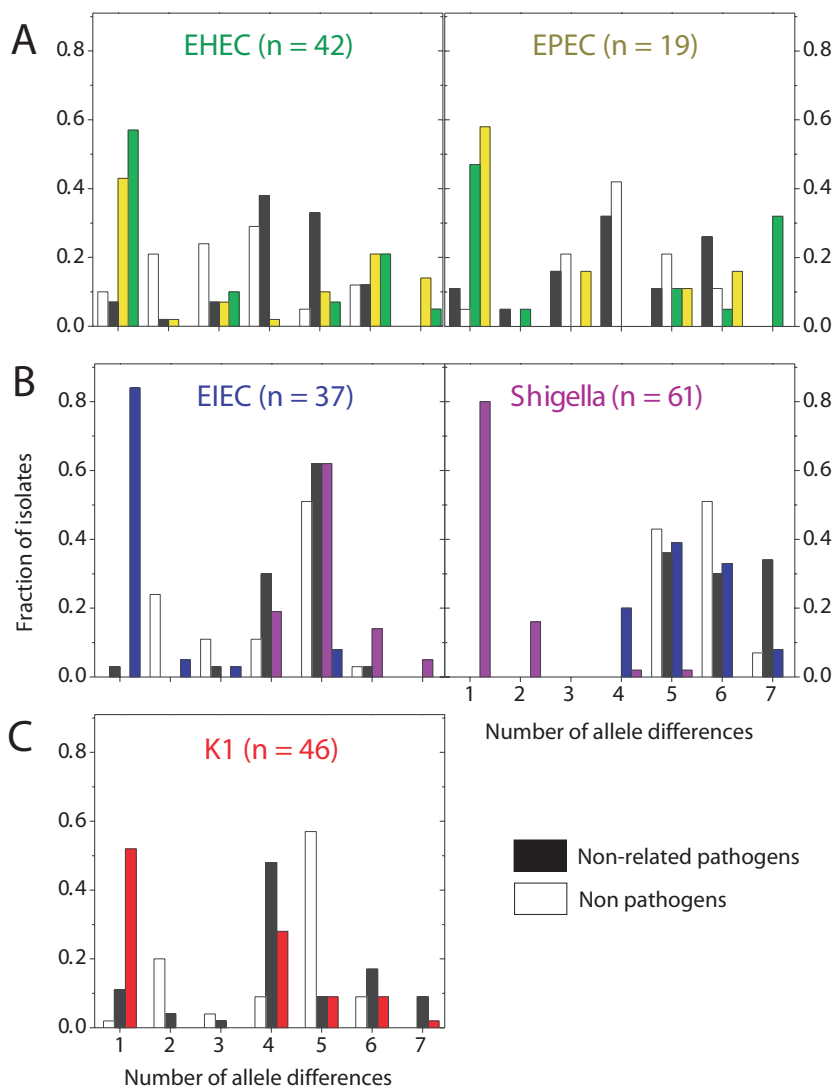 A
EHEC (n = 42)
EPEC (n = 19)
0.8 0.8
0.6 0.6
0.4 0.4
0.2 0.2
0.0 0.0
B
EIEC (n = 37)
Shigella (n = 61)
0.8 0.8
0.6 0.6
0.4 0.4
0.2 0.2
0.0 0.0
Fraction of isolates
1 2 3 4 5 6 7
Number of allele differences
C
K1 (n = 46)
0.8
0.6
0.4
0.2
0.0
1 2 3 4 5 6 7
Number of allele differences
Non-related pathogens
Non pathogens